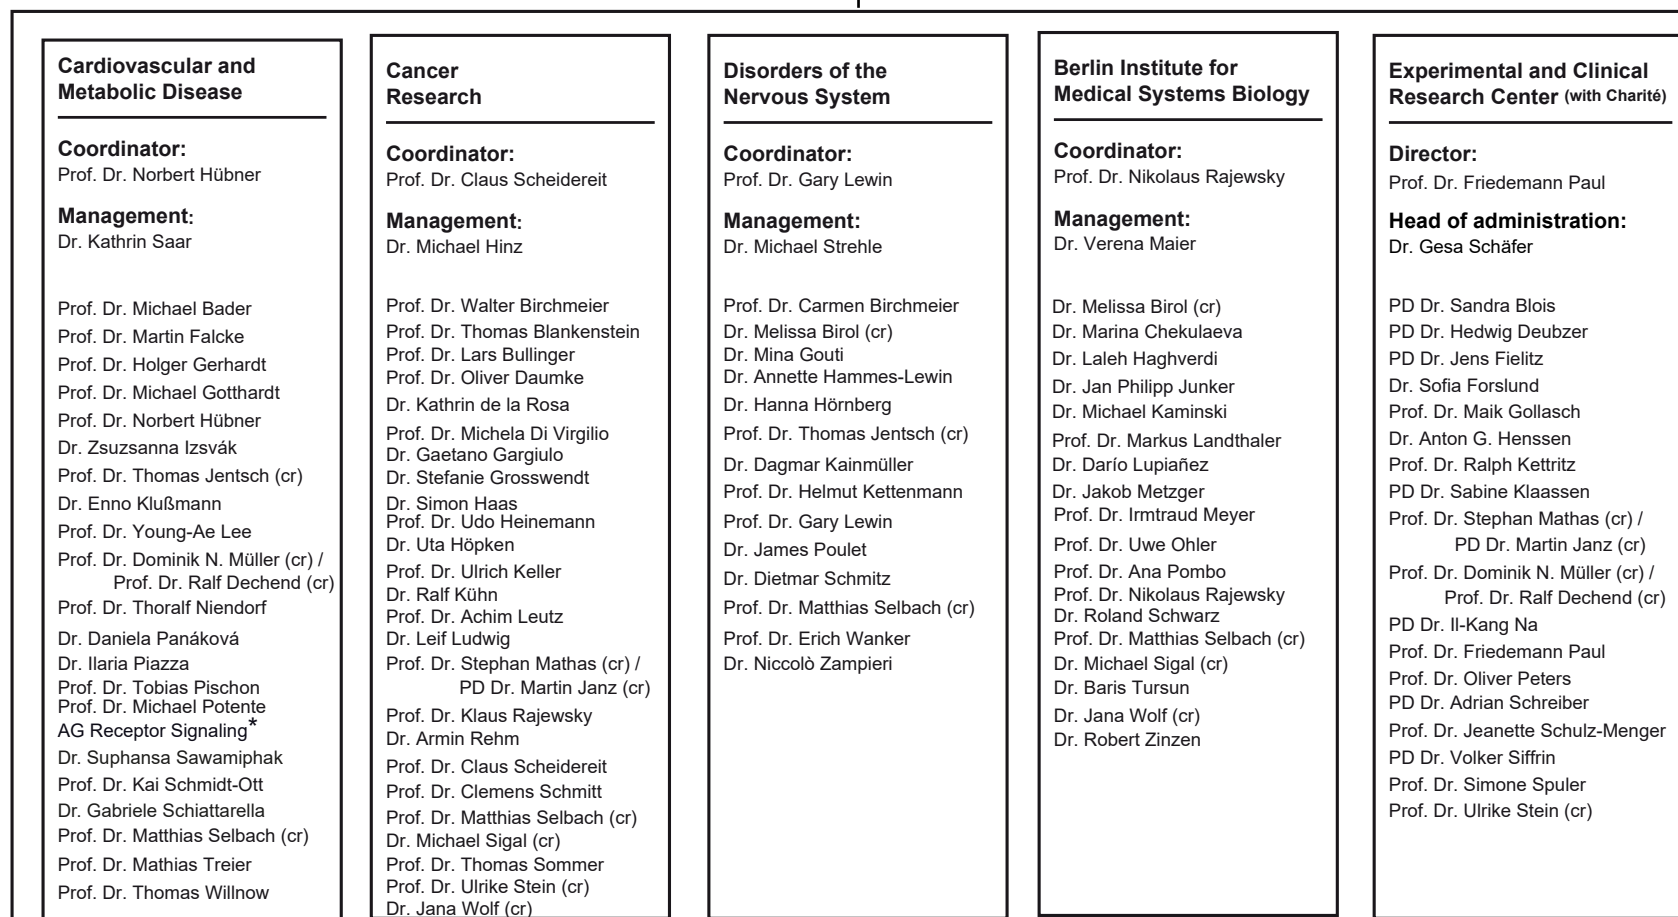 Cardiovascular and
Metabolic Disease
Coordinator:
Prof. Dr. Norbert Hübner
Management:
Dr. Kathrin Saar
Prof. Dr. Michael Bader
Prof. Dr. Martin Falcke
Prof. Dr. Holger Gerhardt
Prof. Dr. Michael Gotthardt
Prof. Dr. Norbert Hübner
Dr. Zsuzsanna Izsvák
Prof. Dr. Thomas Jentsch (cr)
Dr. Enno Klußmann
Prof. Dr. Young-Ae Lee
Prof. Dr. Dominik N. Müller (cr) /
Prof. Dr. Ralf Dechend (cr)
Prof. Dr. Thoralf Niendorf
Dr. Daniela Panáková
Dr. Ilaria Piazza
Prof. Dr. Tobias Pischon
Prof. Dr. Michael Potente
AG Receptor Signaling*
Dr. Suphansa Sawamiphak
Prof. Dr. Kai Schmidt-Ott
Dr. Gabriele Schiattarella
Prof. Dr. Matthias Selbach (cr)
Prof. Dr. Mathias Treier
Prof. Dr. Thomas Willnow
Cancer
Research
Coordinator:
Prof. Dr. Claus Scheidereit
Management:
Dr. Michael Hinz
Prof. Dr. Walter Birchmeier
Prof. Dr. Thomas Blankenstein
Prof. Dr. Lars Bullinger
Prof. Dr. Oliver Daumke
Dr. Kathrin de la Rosa
Prof. Dr. Michela Di Virgilio
Dr. Gaetano Gargiulo
Dr. Stefanie Grosswendt
Dr. Simon Haas
Prof. Dr. Udo Heinemann
Dr. Uta Höpken
Prof. Dr. Ulrich Keller
Dr. Ralf Kühn
Prof. Dr. Achim Leutz
Dr. Leif Ludwig
Prof. Dr. Stephan Mathas (cr) /
PD Dr. Martin Janz (cr)
Prof. Dr. Klaus Rajewsky
Dr. Armin Rehm
Prof. Dr. Claus Scheidereit
Prof. Dr. Clemens Schmitt
Prof. Dr. Matthias Selbach (cr)
Dr. Michael Sigal (cr)
Prof. Dr. Thomas Sommer
Prof. Dr. Ulrike Stein (cr)
Dr. Jana Wolf (cr)
Disorders of the
Nervous System
Coordinator:
Prof. Dr. Gary Lewin
Management:
Dr. Michael Strehle
Prof. Dr. Carmen Birchmeier
Dr. Melissa Birol (cr)
Dr. Mina Gouti
Dr. Annette Hammes-Lewin
Dr. Hanna Hörnberg
Prof. Dr. Thomas Jentsch (cr)
Dr. Dagmar Kainmüller
Prof. Dr. Helmut Kettenmann
Prof. Dr. Gary Lewin
Dr. James Poulet
Dr. Dietmar Schmitz
Prof. Dr. Matthias Selbach (cr)
Prof. Dr. Erich Wanker
Dr. Niccolò Zampieri
Berlin Institute for
Medical Systems Biology
Coordinator:
Prof. Dr. Nikolaus Rajewsky
Management:
Dr. Verena Maier
Dr. Melissa Birol (cr)
Dr. Marina Chekulaeva
Dr. Laleh Haghverdi
Dr. Jan Philipp Junker
Dr. Michael Kaminski
Prof. Dr. Markus Landthaler
Dr. Darío Lupiañez
Dr. Jakob Metzger
Prof. Dr. Irmtraud Meyer
Prof. Dr. Uwe Ohler
Prof. Dr. Ana Pombo
Prof. Dr. Nikolaus Rajewsky
Dr. Roland Schwarz
Prof. Dr. Matthias Selbach (cr)
Dr. Michael Sigal (cr)
Dr. Baris Tursun
Dr. Jana Wolf (cr)
Dr. Robert Zinzen
Experimental and Clinical
Research Center (with Charité)
Director:
Prof. Dr. Friedemann Paul
Head of administration:
Dr. Gesa Schäfer
PD Dr. Sandra Blois
PD Dr. Hedwig Deubzer
PD Dr. Jens Fielitz
Dr. Sofia Forslund
Prof. Dr. Maik Gollasch
Dr. Anton G. Henssen
Prof. Dr. Ralph Kettritz
PD Dr. Sabine Klaassen
Prof. Dr. Stephan Mathas (cr) /
PD Dr. Martin Janz (cr)
Prof. Dr. Dominik N. Müller (cr) /
Prof. Dr. Ralf Dechend (cr)
PD Dr. Il-Kang Na
Prof. Dr. Friedemann Paul
Prof. Dr. Oliver Peters
PD Dr. Adrian Schreiber
Prof. Dr. Jeanette Schulz-Menger
PD Dr. Volker Siffrin
Prof. Dr. Simone Spuler
Prof. Dr. Ulrike Stein (cr)